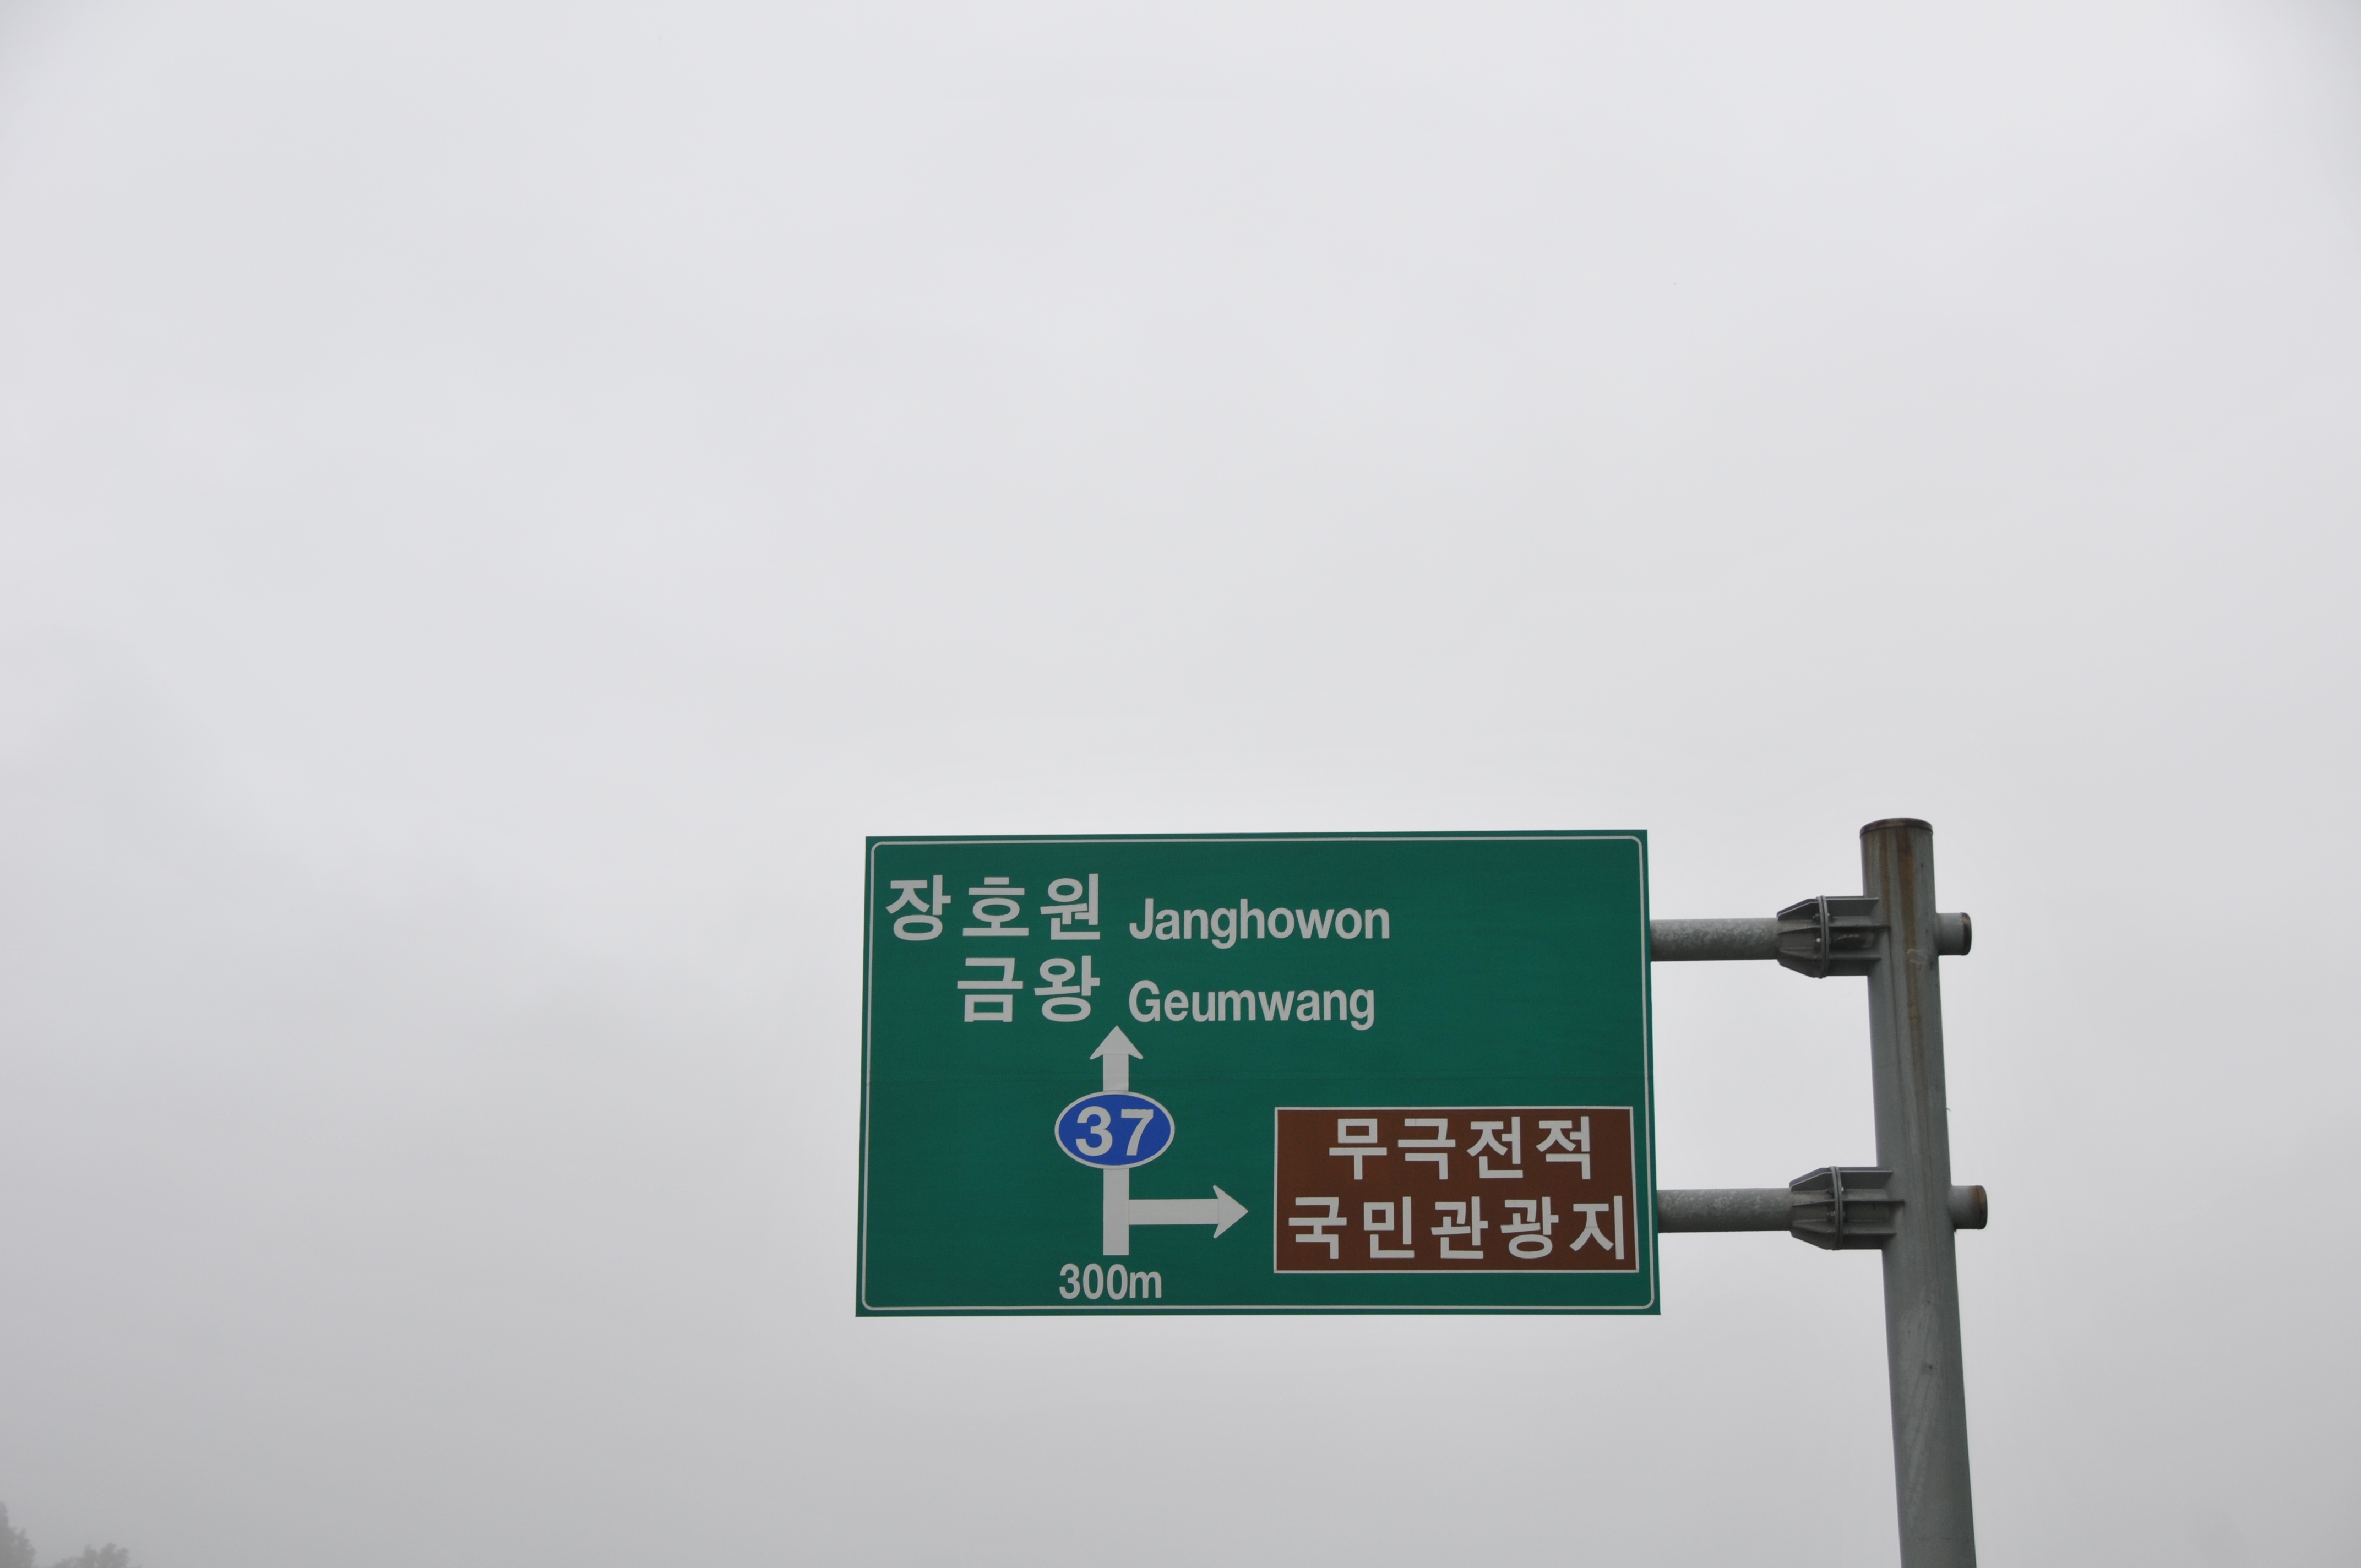 장호원 Janghowon
금왕 Geumwang
37
무극전적
국민관광지
300m